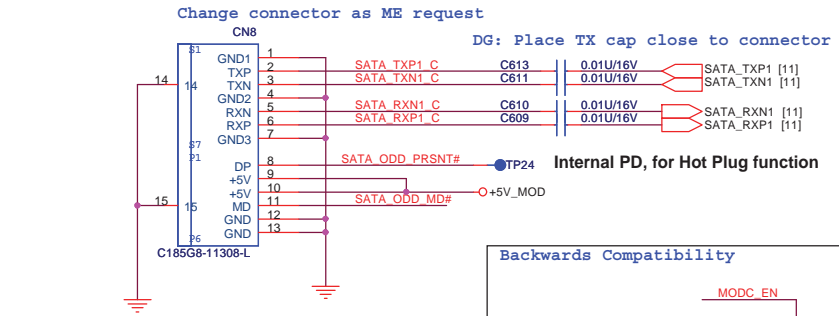 Change connector as ME request
CN8
DG: Place TX cap close to connector
S1
GND1 1
TXP 2 SATA_TXP1_C C613 0.01U/16V SATA_TXP1 [11]
14 14 TXN 3 SATA_TXN1_C C611 0.01U/16V SATA_TXN1 [11]
GND2 4
RXN 5 SATA_RXN1_C C610 0.01U/16V SATA_RXN1 [11]
RXP 6 SATA_RXP1_C C609 0.01U/16V SATA_RXP1 [11]
GND3 7
S7
P1
DP 8 SATA_ODD_PRSNT# TP24 Internal PD, for Hot Plug function
+5V 9
+5V 10 +5V_MOD
15 15 MD 11 SATA_ODD_MD#
GND 12
GND 13
P6
C185G8-11308-L
Backwards Compatibility
MODC_EN